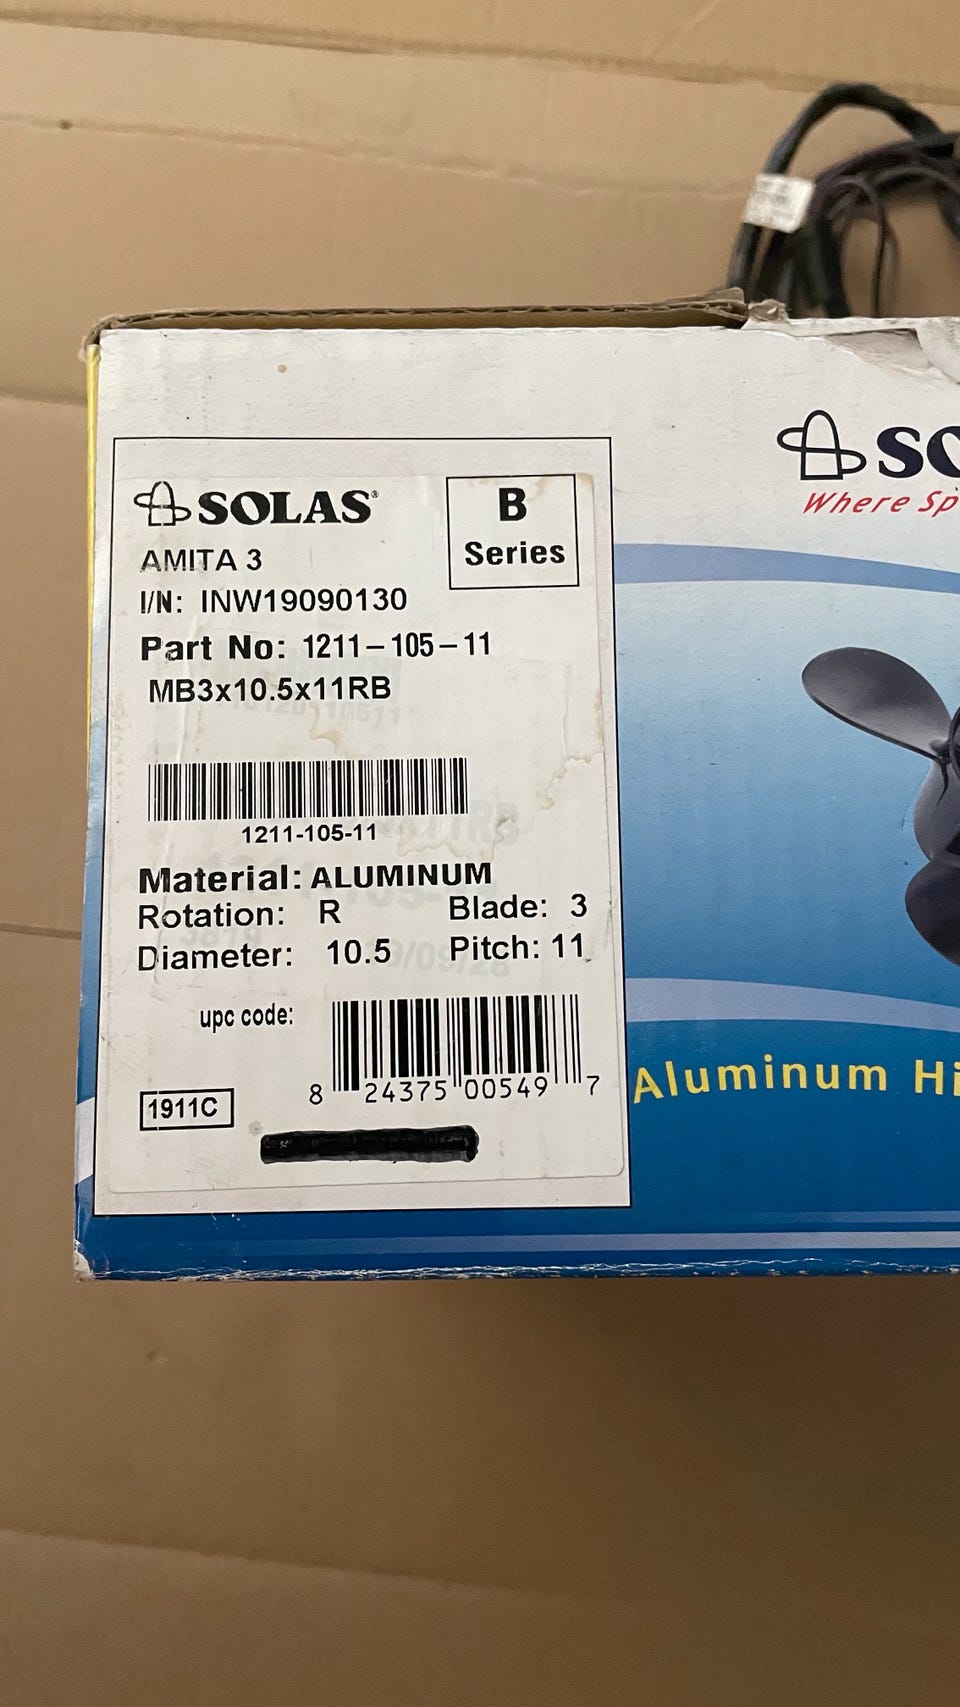 SOLAS®
B
Series
AMITA 3
I/N: INW19090130
Part No: 1211-105-11
MB3x10.5x11RB
1211-105-11
Material: ALUMINUM
Rotation: R Blade: 3
Diameter: 10.5 Pitch: 11
upc code:
8 24375 00549 7
1911C
SO
Where Sp
Aluminum Hi